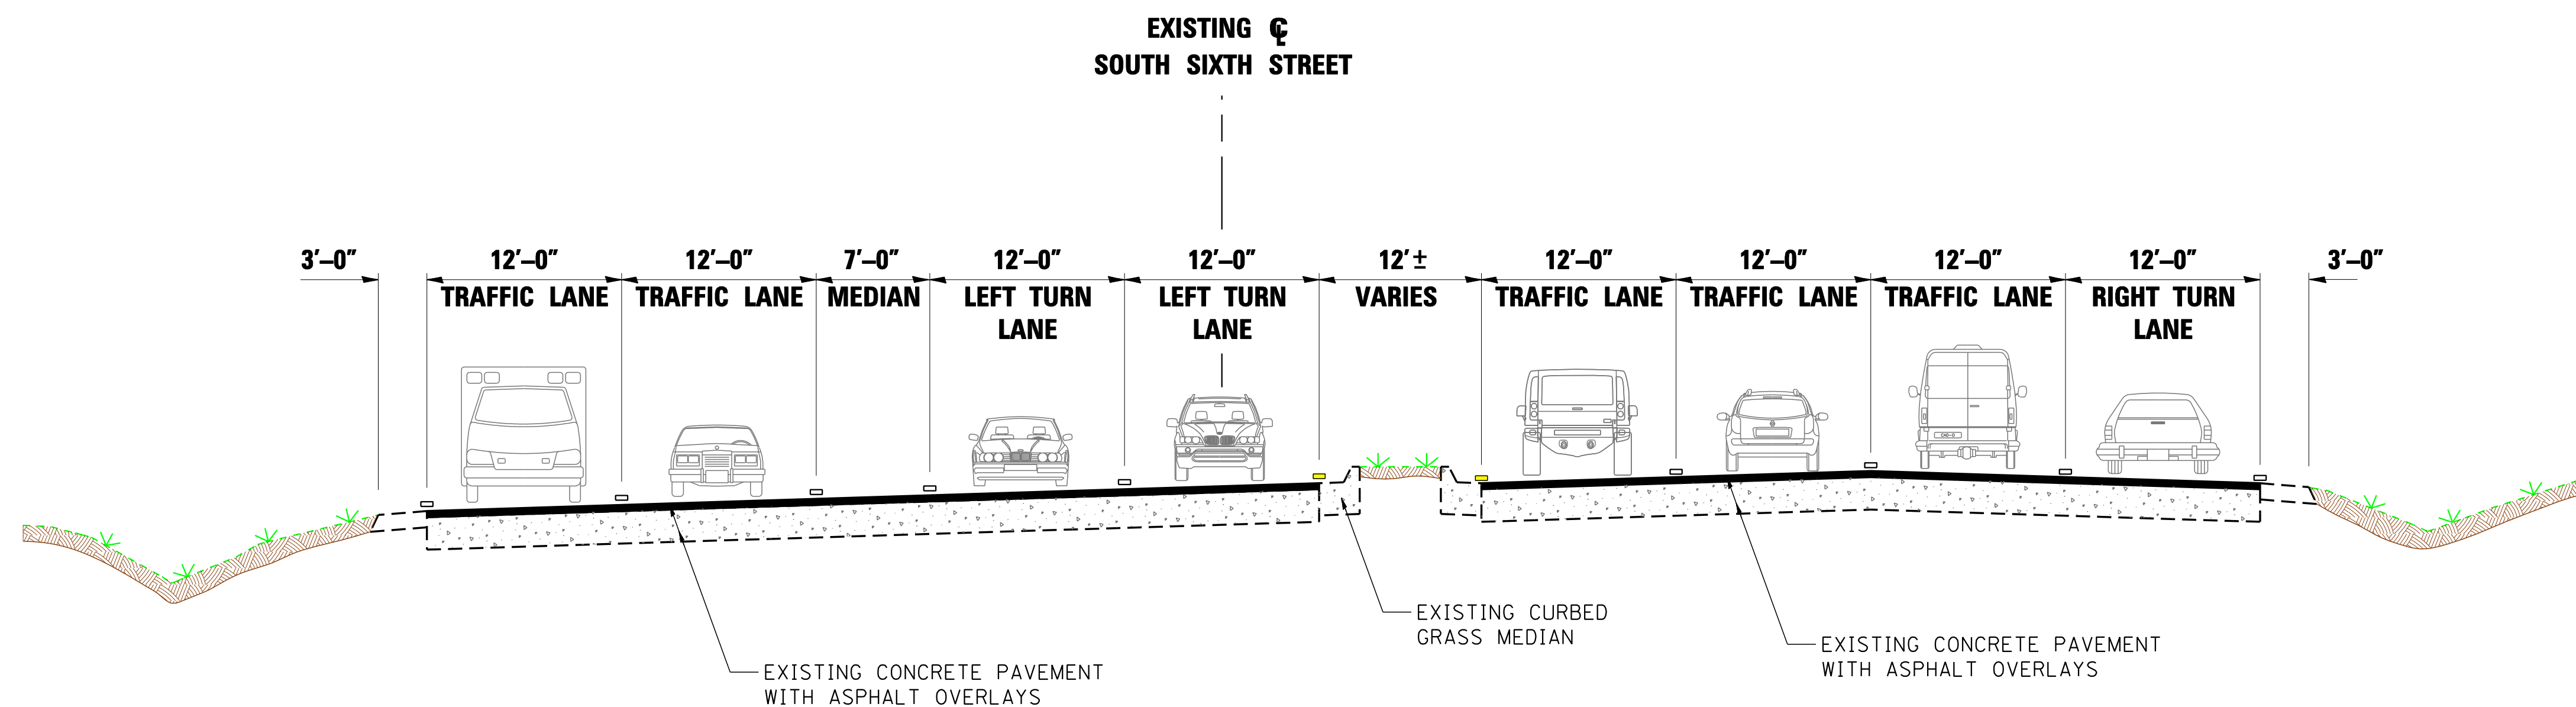 EXISTING ℄
SOUTH SIXTH STREET
3'–0" 12'–0" 12'–0" 7'–0" 12'–0" 12'–0" 12'± 12'–0" 12'–0" 12'–0" 12'–0" 3'–0"
TRAFFIC LANE TRAFFIC LANE MEDIAN LEFT TURN LANE LEFT TURN LANE VARIES TRAFFIC LANE TRAFFIC LANE TRAFFIC LANE RIGHT TURN LANE
EXISTING CURBED
GRASS MEDIAN
EXISTING CONCRETE PAVEMENT
WITH ASPHALT OVERLAYS
EXISTING CONCRETE PAVEMENT
WITH ASPHALT OVERLAYS